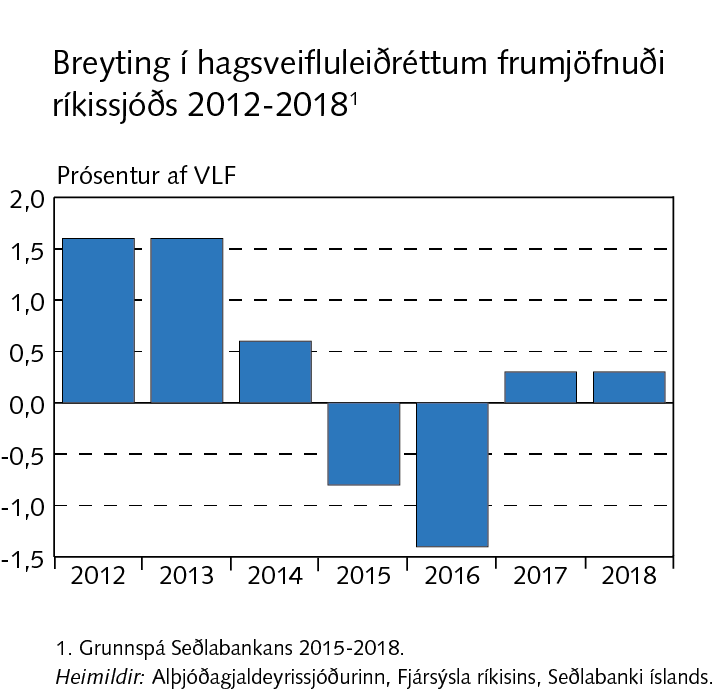 Breyting í hagsveifluleiðréttum frumjöfnuði
ríkissjóðs 2012-2018¹
Prósentur af VLF
2,0
1,5
1,0
0,5
0,0
-0,5
-1,0
-1,5
2012 2013 2014 2015 2016 2017 2018
1. Grunnspá Seðlabankans 2015-2018.
Heimildir: Alþjóðagjaldeyrissjóðurinn, Fjársýsla ríkisins, Seðlabanki íslands.